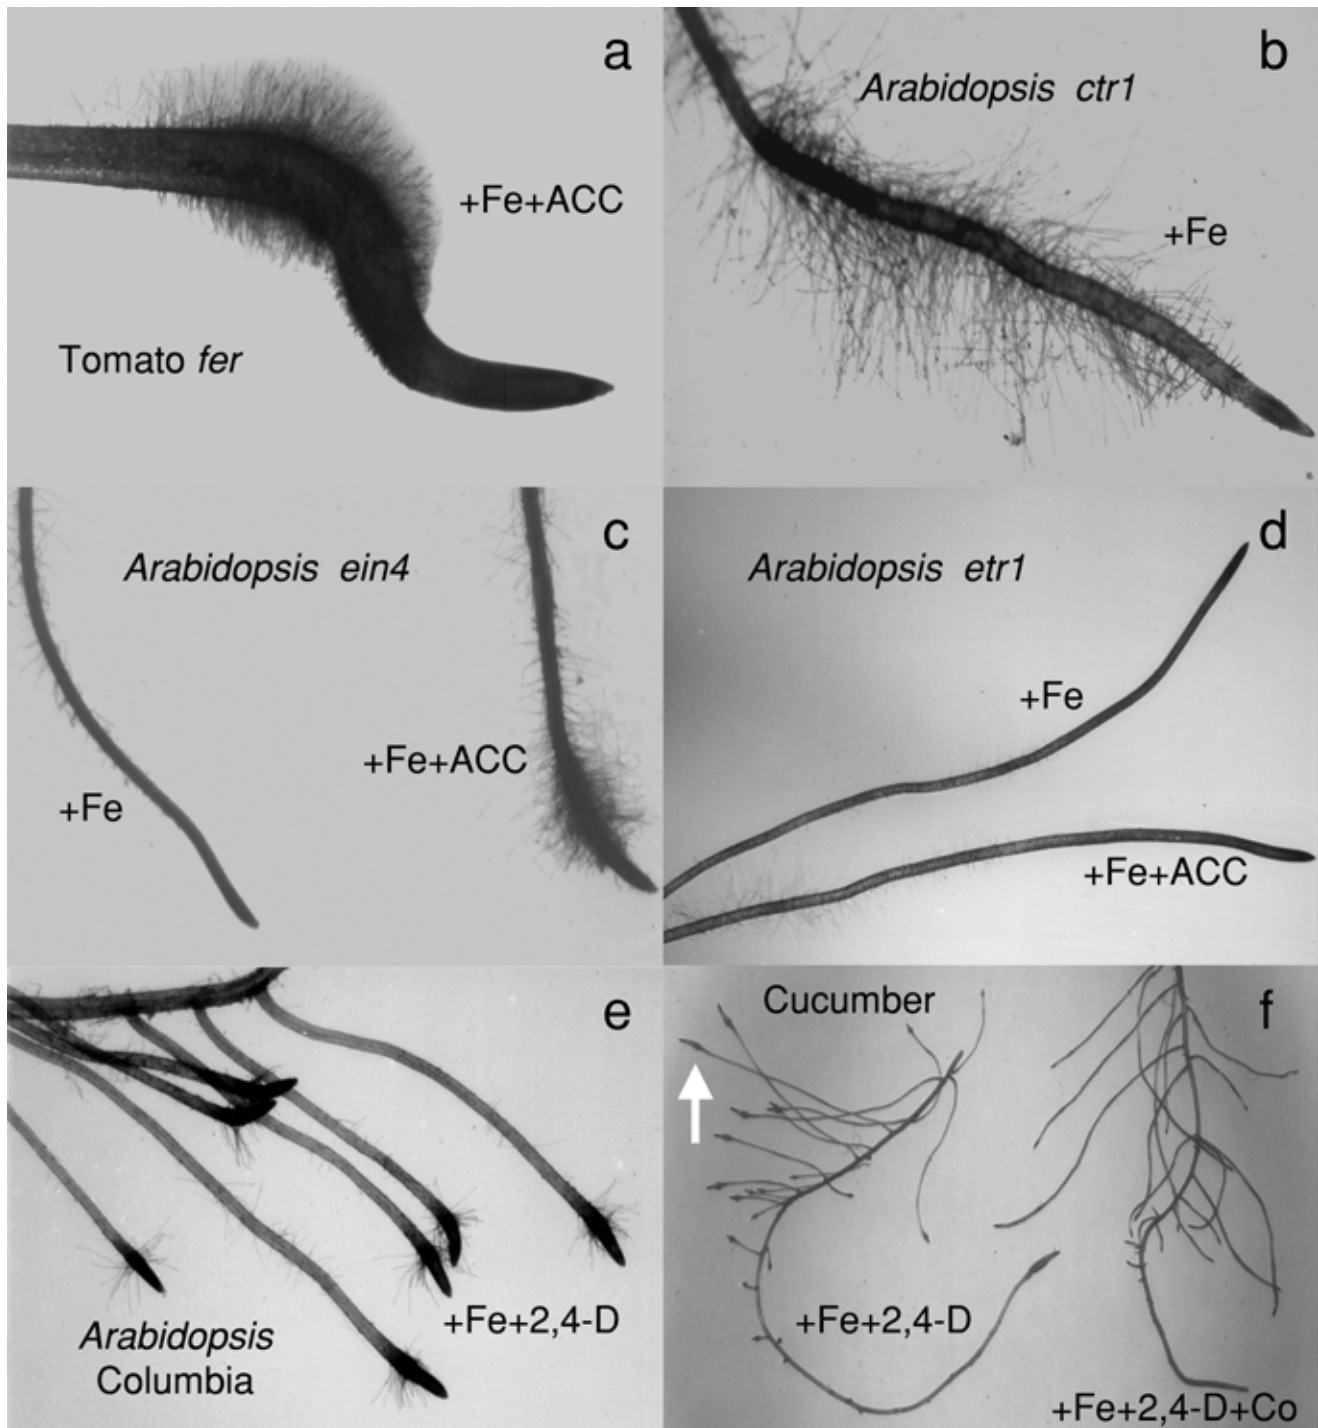 a
+Fe+ACC
Tomato fer
b
Arabidopsis ctr1
+Fe
c
Arabidopsis ein4
+Fe+ACC
+Fe
d
Arabidopsis etr1
+Fe
+Fe+ACC
e
+Fe+2,4-D
Arabidopsis
Columbia
Cucumber
f
+Fe+2,4-D
+Fe+2,4-D+Co